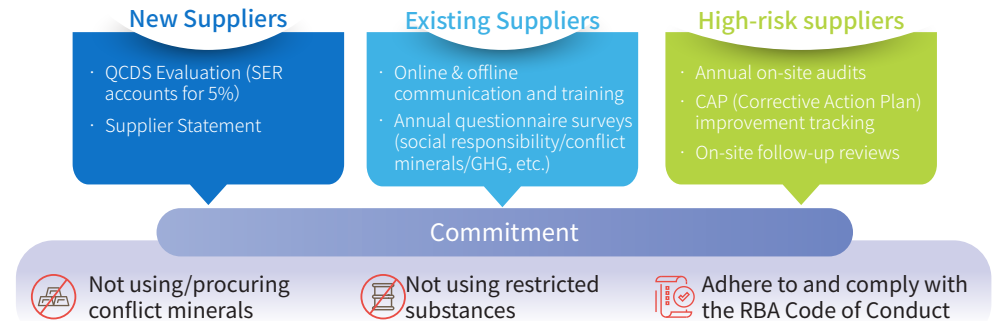 New Suppliers
· QCDS Evaluation (SER
accounts for 5%)
· Supplier Statement
Existing Suppliers
· Online & offline
communication and training
· Annual questionnaire surveys
(social responsibility/conflict
minerals/GHG, etc.)
High-risk suppliers
· Annual on-site audits
· CAP (Corrective Action Plan)
improvement tracking
· On-site follow-up reviews
Commitment
Not using/procuring
conflict minerals
Not using restricted
substances
Adhere to and comply with
the RBA Code of Conduct